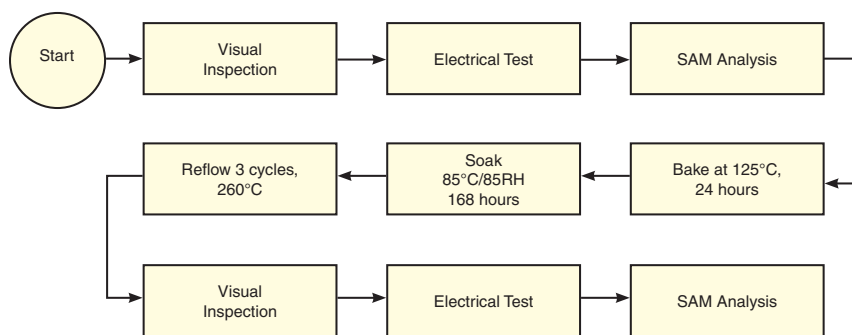 Start
Visual
Inspection
Electrical Test
SAM Analysis
Bake at 125°C,
24 hours
Soak
85°C/85RH
168 hours
Reflow 3 cycles,
260°C
Visual
Inspection
Electrical Test
SAM Analysis